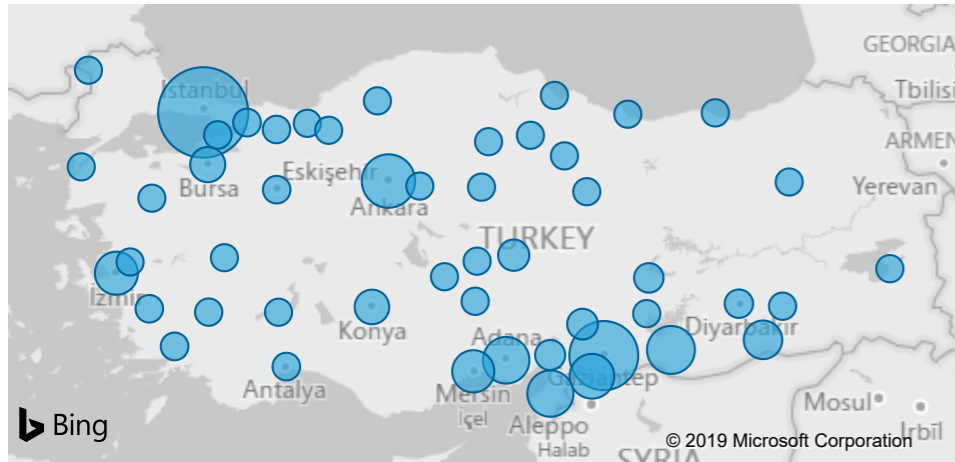 GEORGIA
Tbilisi
Istanbul
ARMEN
Eskişehir
Bursa
Ankara
Yerevan
TURKEY
İzmir
Konya
Adana
Diyarbakır
Antalya
Mersin
İçel
Gaziantep
Mosul
Irbīl
Aleppo
Halab
SYRIA
Bing
© 2019 Microsoft Corporation